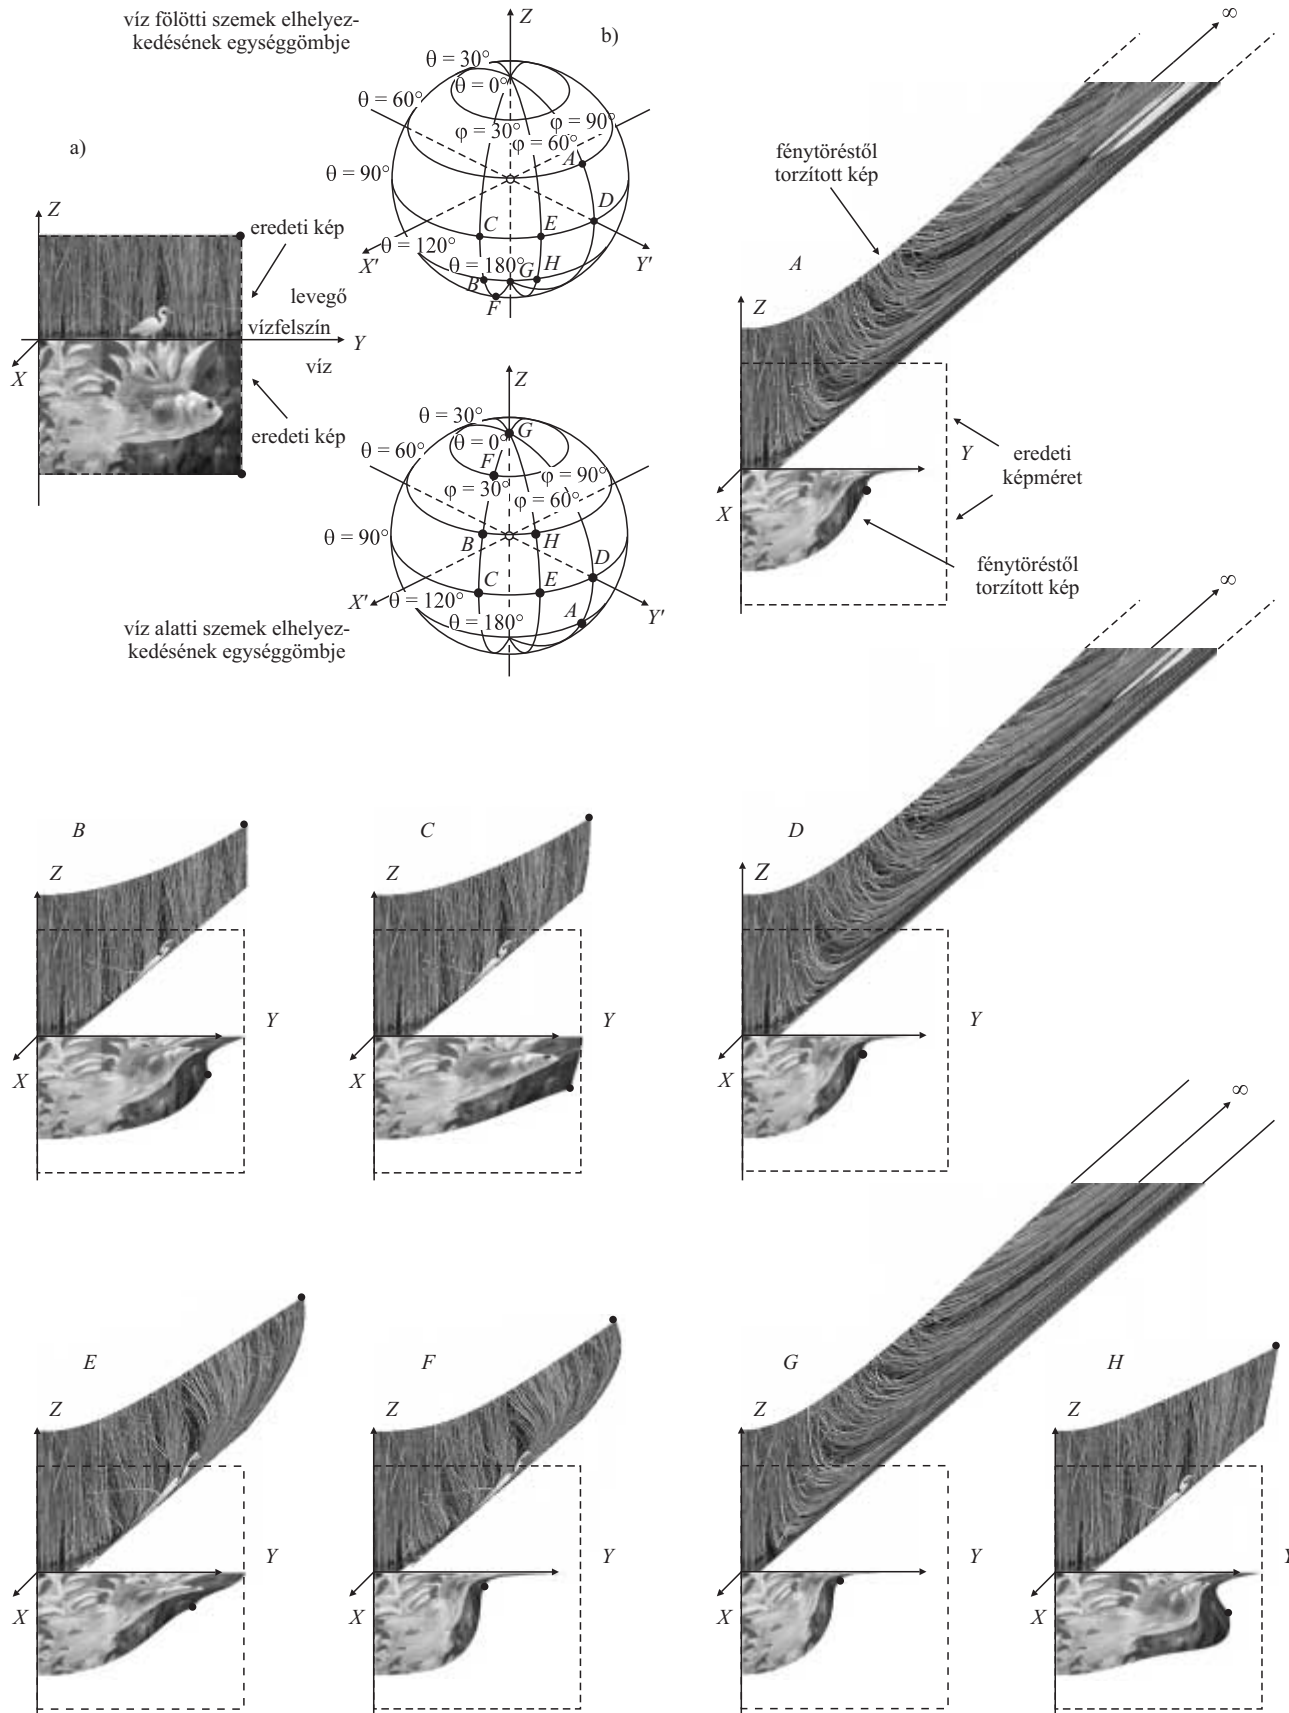 víz fölötti szemek elhelyez-
kedésének egységgömbje
b)
Z
θ = 30°
θ = 0°
θ = 60°
φ = 30°
φ = 90°
φ = 60°
A
θ = 90°
D
C
E
θ = 120°
X'
Y'
θ = 180°
B
G
H
F
a)
Z
eredeti kép
levegő
vízfelszín
Y
víz
X
eredeti kép
Z
θ = 30°
G
θ = 0°
θ = 60°
F
φ = 90°
φ = 30°
φ = 60°
θ = 90°
B
H
D
C
E
X'
θ = 120°
A
Y'
θ = 180°
víz alatti szemek elhelyez-
kedésének egységgömbje
∞
fénytöréstől
torzított kép
A
Z
Y
eredeti
képméret
X
fénytöréstől
torzított kép
∞
B
Z
Y
X
C
Z
Y
X
D
Z
Y
X
∞
E
Z
Y
X
F
Z
Y
X
G
Z
Y
X
H
Z
Y
X